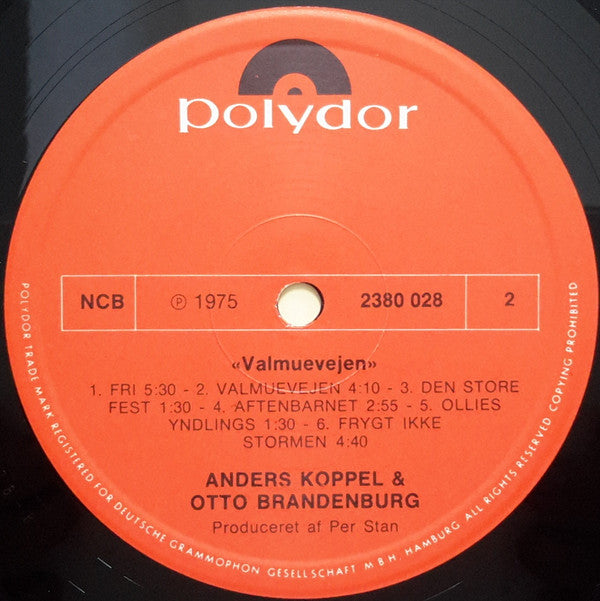 polydor
NCB ℗ 1975 2380 028 2
«Valmuevejen»
1. FRI 5:30 - 2. VALMUEVEJEN 4:10 - 3. DEN STORE
FEST 1:30 - 4. AFTENBARNET 2:55 - 5. OLLIES
YNDLINGS 1:30 - 6. FRYGT IKKE
STORMEN 4:40
ANDERS KOPPEL &
OTTO BRANDENBURG
Produceret af Per Stan
POLYDOR TRADE MARK REGISTERED FOR DEUTSCHE GRAMMOPHON GESELLSCHAFT M B H, HAMBURG ALL RIGHTS RESERVED COPYING PROHIBITED